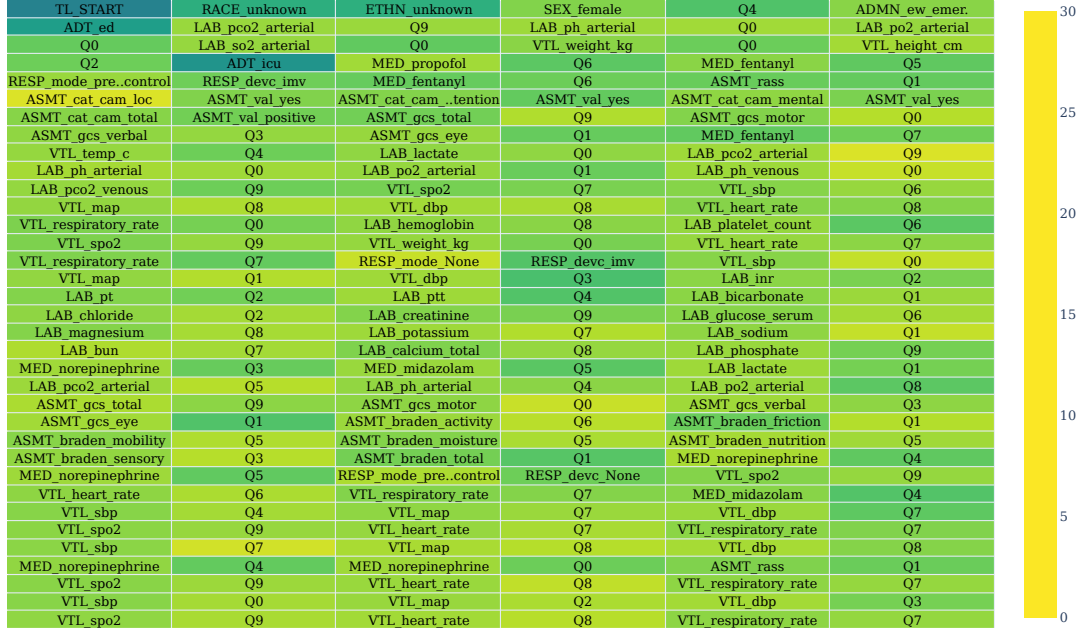 TL_START RACE_unknown ETHN_unknown SEX_female Q4 ADMN_ew_emer.
ADT_ed LAB_pco2_arterial Q9 LAB_ph_arterial Q0 LAB_po2_arterial
Q0 LAB_so2_arterial Q0 VTL_weight_kg Q0 VTL_height_cm
Q2 ADT_icu MED_propofol Q6 MED_fentanyl Q5
RESP_mode_pre..control RESP_devc_imv MED_fentanyl Q6 ASMT_rass Q1
ASMT_cat_cam_loc ASMT_val_yes ASMT_cat_cam_..tention ASMT_val_yes ASMT_cat_cam_mental ASMT_val_yes
ASMT_cat_cam_total ASMT_val_positive ASMT_gcs_total Q9 ASMT_gcs_motor Q0
ASMT_gcs_verbal Q3 ASMT_gcs_eye Q1 MED_fentanyl Q7
VTL_temp_c Q4 LAB_lactate Q0 LAB_pco2_arterial Q9
LAB_ph_arterial Q0 LAB_po2_arterial Q1 LAB_ph_venous Q0
LAB_pco2_venous Q9 VTL_spo2 Q7 VTL_sbp Q6
VTL_map Q8 VTL_dbp Q8 VTL_heart_rate Q8
VTL_respiratory_rate Q0 LAB_hemoglobin Q8 LAB_platelet_count Q6
VTL_spo2 Q9 VTL_weight_kg Q0 VTL_heart_rate Q7
VTL_respiratory_rate Q7 RESP_mode_None RESP_devc_imv VTL_sbp Q0
VTL_map Q1 VTL_dbp Q3 LAB_inr Q2
LAB_pt Q2 LAB_ptt Q4 LAB_bicarbonate Q1
LAB_chloride Q2 LAB_creatinine Q9 LAB_glucose_serum Q6
LAB_magnesium Q8 LAB_potassium Q7 LAB_sodium Q1
LAB_bun Q7 LAB_calcium_total Q8 LAB_phosphate Q9
MED_norepinephrine Q3 MED_midazolam Q5 LAB_lactate Q1
LAB_pco2_arterial Q5 LAB_ph_arterial Q4 LAB_po2_arterial Q8
ASMT_gcs_total Q9 ASMT_gcs_motor Q0 ASMT_gcs_verbal Q3
ASMT_gcs_eye Q1 ASMT_braden_activity Q6 ASMT_braden_friction Q1
ASMT_braden_mobility Q5 ASMT_braden_moisture Q5 ASMT_braden_nutrition Q5
ASMT_braden_sensory Q3 ASMT_braden_total Q1 MED_norepinephrine Q4
MED_norepinephrine Q5 RESP_mode_pre..control RESP_devc_None VTL_spo2 Q9
VTL_heart_rate Q6 VTL_respiratory_rate Q7 MED_midazolam Q4
VTL_sbp Q4 VTL_map Q7 VTL_dbp Q7
VTL_spo2 Q9 VTL_heart_rate Q7 VTL_respiratory_rate Q7
VTL_sbp Q7 VTL_map Q8 VTL_dbp Q8
MED_norepinephrine Q4 MED_norepinephrine Q0 ASMT_rass Q1
VTL_spo2 Q9 VTL_heart_rate Q8 VTL_respiratory_rate Q7
VTL_sbp Q0 VTL_map Q2 VTL_dbp Q3
VTL_spo2 Q9 VTL_heart_rate Q8 VTL_respiratory_rate Q7
30
25
20
15
10
5
0